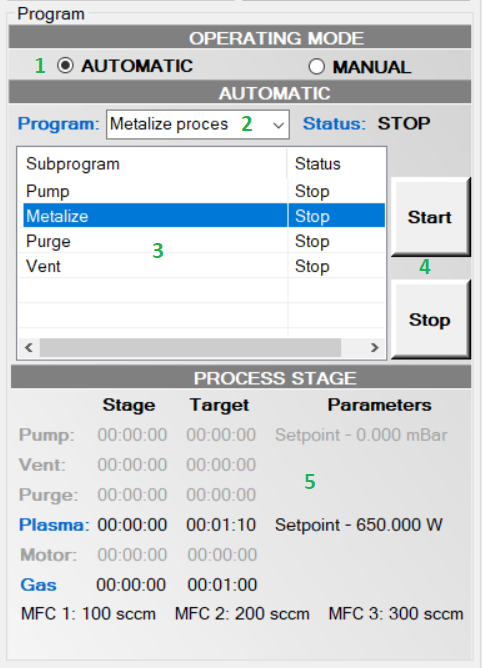 Program
OPERATING MODE
1 AUTOMATIC MANUAL
AUTOMATIC
Program: Metalize proces 2 Status: STOP
Subprogram Status
Pump Stop
Metalize Stop
Purge Stop
Vent Stop
3
Start
4
Stop
PROCESS STAGE
Stage Target Parameters
Pump: 00:00:00 00:00:00 Setpoint - 0.000 mBar
Vent: 00:00:00 00:00:00
5
Purge: 00:00:00 00:00:00
Plasma: 00:00:00 00:01:10 Setpoint - 650.000 W
Motor: 00:00:00 00:00:00
Gas 00:00:00 00:01:00
MFC 1: 100 sccm MFC 2: 200 sccm MFC 3: 300 sccm